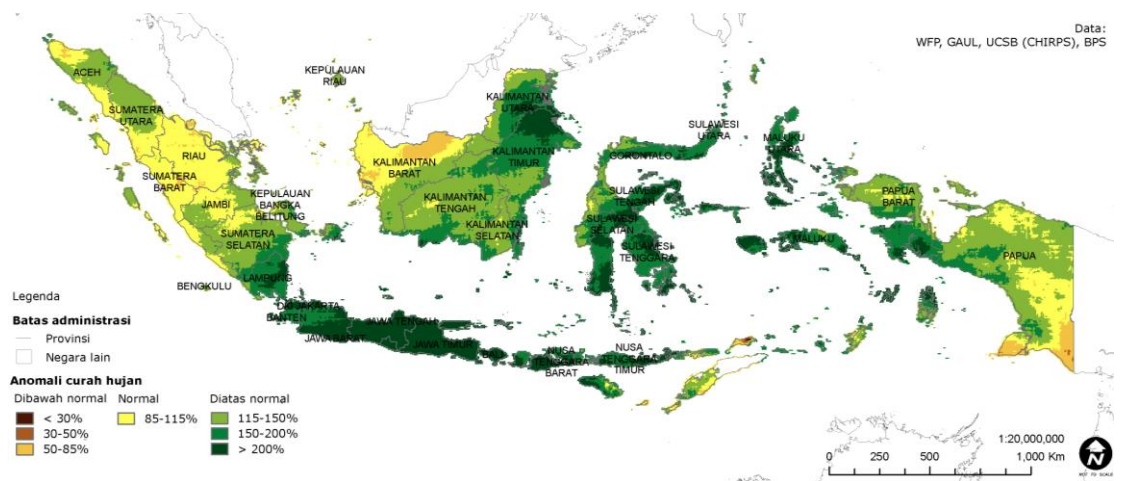 Data:
WFP, GAUL, UCSB (CHIRPS), BPS
ACEH
SUMATERA
UTARA
RIAU
SUMATERA
BARAT
JAMBI
KEPULAUAN
RIAU
KEPULAUAN
BANGKA
BELITUNG
SUMATERA
SELATAN
BENGKULU
LAMPUNG
DKI JAKARTA
BANTEN
JAWA BARAT
JAWA TENGAH
JAWA TIMUR
BALI
NUSA
TENGGARA
BARAT
NUSA
TENGGARA
TIMUR
KALIMANTAN
UTARA
KALIMANTAN
TIMUR
KALIMANTAN
BARAT
KALIMANTAN
TENGAH
KALIMANTAN
SELATAN
SULAWESI
UTARA
GORONTALO
SULAWESI
TENGAH
SULAWESI
SELATAN
SULAWESI
TENGGARA
MALUKU
UTARA
MALUKU
PAPUA
BARAT
PAPUA
Legenda
Batas administrasi
Provinsi
Negara lain
Anomali curah hujan
Dibawah normal Normal Diatas normal
< 30% 85-115% 115-150%
30-50% 150-200%
50-85% > 200%
1:20,000,000
0 250 500 1,000 Km
N
NOT TO SCALE